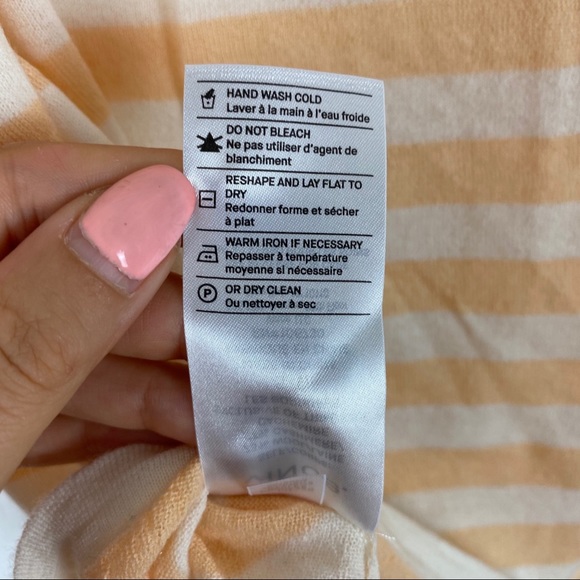 HAND WASH COLD
Laver à la main à l'eau froide
DO NOT BLEACH
Ne pas utiliser d'agent de
blanchiment
RESHAPE AND LAY FLAT TO
DRY
Redonner forme et sécher
à plat
WARM IRON IF NECESSARY
Repasser à température
moyenne si nécessaire
P
OR DRY CLEAN
Ou nettoyer à sec